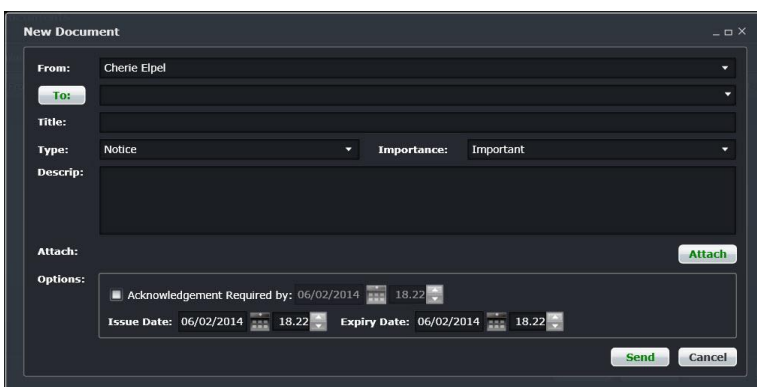 New Document
From: Cherie Elpel
To:
Title:
Type: Notice Importance: Important
Descrip:
Attach: Attach
Options:
Acknowledgement Required by: 06/02/2014 18.22
Issue Date: 06/02/2014 18.22 Expiry Date: 06/02/2014 18.22
Send Cancel